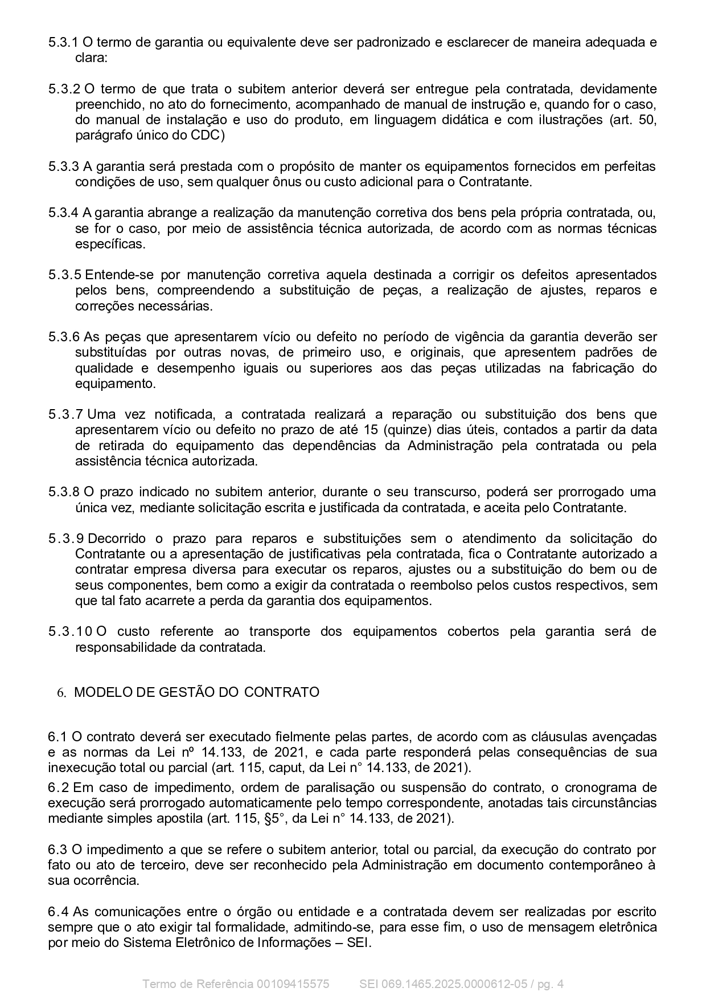 5.3.1 O termo de garantia ou equivalente deve ser padronizado e esclarecer de maneira adequada e
clara:
5.3.2 O termo de que trata o subitem anterior deverá ser entregue pela contratada, devidamente
preenchido, no ato do fornecimento, acompanhado de manual de instrução e, quando for o caso,
do manual de instalação e uso do produto, em linguagem didática e com ilustrações (art. 50,
parágrafo único do CDC)
5.3.3 A garantia será prestada com o propósito de manter os equipamentos fornecidos em perfeitas
condições de uso, sem qualquer ônus ou custo adicional para o Contratante.
5.3.4 A garantia abrange a realização da manutenção corretiva dos bens pela própria contratada, ou,
se for o caso, por meio de assistência técnica autorizada, de acordo com as normas técnicas
específicas.
5.3.5 Entende-se por manutenção corretiva aquela destinada a corrigir os defeitos apresentados
pelos bens, compreendendo a substituição de peças, a realização de ajustes, reparos e
correções necessárias.
5.3.6 As peças que apresentarem vício ou defeito no período de vigência da garantia deverão ser
substituídas por outras novas, de primeiro uso, e originais, que apresentem padrões de
qualidade e desempenho iguais ou superiores aos das peças utilizadas na fabricação do
equipamento.
5.3.7 Uma vez notificada, a contratada realizará a reparação ou substituição dos bens que
apresentarem vício ou defeito no prazo de até 15 (quinze) dias úteis, contados a partir da data
de retirada do equipamento das dependências da Administração pela contratada ou pela
assistência técnica autorizada.
5.3.8 O prazo indicado no subitem anterior, durante o seu transcurso, poderá ser prorrogado uma
única vez, mediante solicitação escrita e justificada da contratada, e aceita pelo Contratante.
5.3.9 Decorrido o prazo para reparos e substituições sem o atendimento da solicitação do
Contratante ou a apresentação de justificativas pela contratada, fica o Contratante autorizado a
contratar empresa diversa para executar os reparos, ajustes ou a substituição do bem ou de
seus componentes, bem como a exigir da contratada o reembolso pelos custos respectivos, sem
que tal fato acarrete a perda da garantia dos equipamentos.
5.3.10 O custo referente ao transporte dos equipamentos cobertos pela garantia será de
responsabilidade da contratada.
6. MODELO DE GESTÃO DO CONTRATO
6.1 O contrato deverá ser executado fielmente pelas partes, de acordo com as cláusulas avençadas
e as normas da Lei nº 14.133, de 2021, e cada parte responderá pelas consequências de sua
inexecução total ou parcial (art. 115, caput, da Lei n° 14.133, de 2021).
6.2 Em caso de impedimento, ordem de paralisação ou suspensão do contrato, o cronograma de
execução será prorrogado automaticamente pelo tempo correspondente, anotadas tais circunstâncias
mediante simples apostila (art. 115, §5°, da Lei n° 14.133, de 2021).
6.3 O impedimento a que se refere o subitem anterior, total ou parcial, da execução do contrato por
fato ou ato de terceiro, deve ser reconhecido pela Administração em documento contemporâneo à
sua ocorrência.
6.4 As comunicações entre o órgão ou entidade e a contratada devem ser realizadas por escrito
sempre que o ato exigir tal formalidade, admitindo-se, para esse fim, o uso de mensagem eletrônica
por meio do Sistema Eletrônico de Informações – SEI.
Termo de Referência 00109415575 SEI 069.1465.2025.0000612-05 / pg. 4